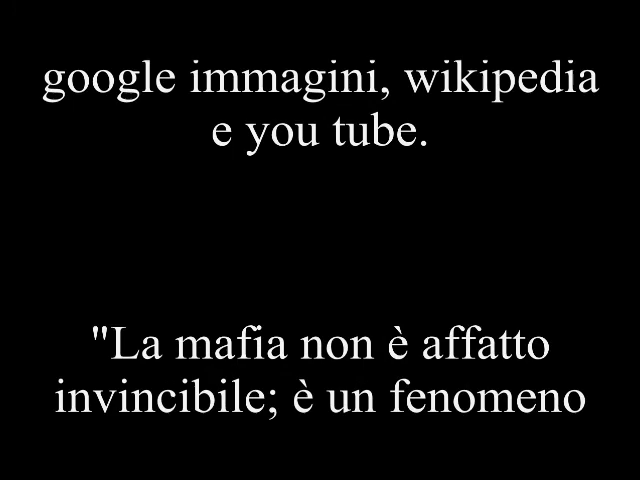 google immagini, wikipedia
e you tube.
"La mafia non è affatto
invincibile; è un fenomeno